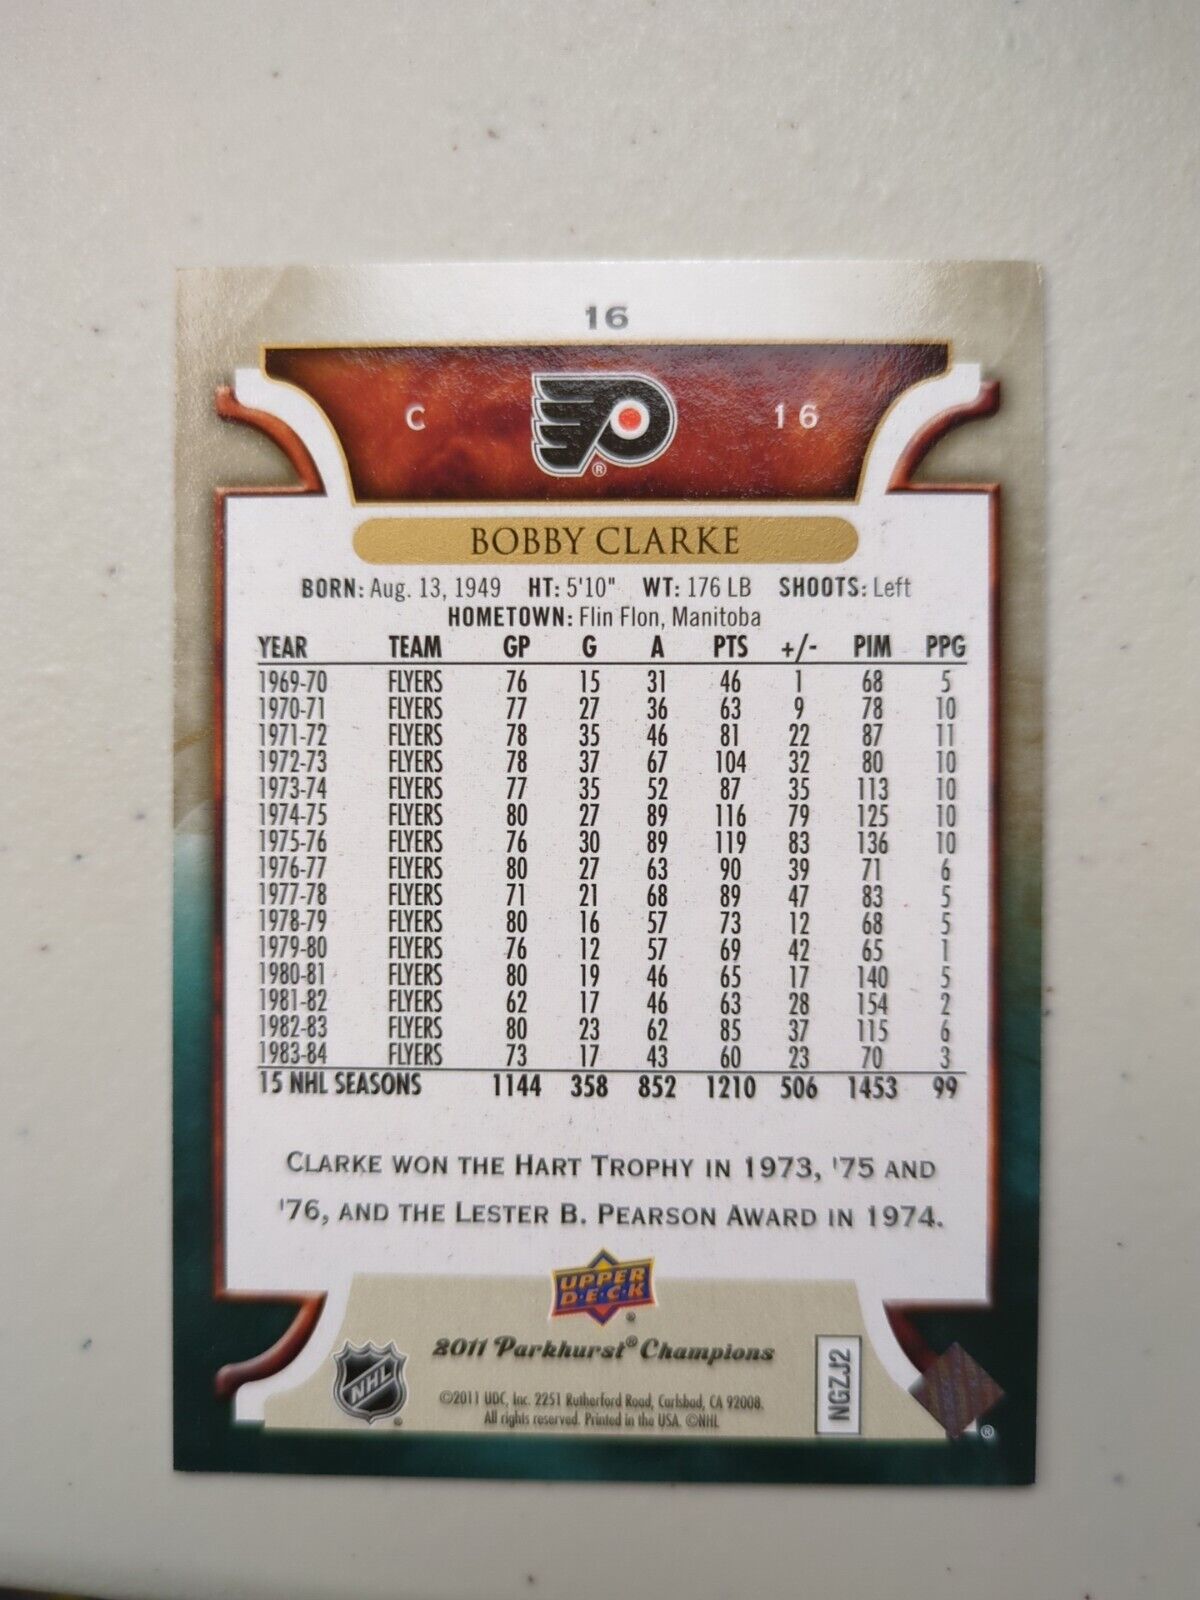 16
C 16
BOBBY CLARKE
BORN: Aug. 13, 1949 HT: 5'10" WT: 176 LB SHOOTS: Left
HOMETOWN: Flin Flon, Manitoba
YEAR TEAM GP G A PTS +/- PIM PPG
1969-70 FLYERS 76 15 31 46 1 68 5
1970-71 FLYERS 77 27 36 63 9 78 10
1971-72 FLYERS 78 35 46 81 22 87 11
1972-73 FLYERS 78 37 67 104 32 80 10
1973-74 FLYERS 77 35 52 87 35 113 10
1974-75 FLYERS 80 27 89 116 79 125 10
1975-76 FLYERS 76 30 89 119 83 136 10
1976-77 FLYERS 80 27 63 90 39 71 6
1977-78 FLYERS 71 21 68 89 47 83 5
1978-79 FLYERS 80 16 57 73 12 68 5
1979-80 FLYERS 76 12 57 69 42 65 1
1980-81 FLYERS 80 19 46 65 17 140 5
1981-82 FLYERS 62 17 46 63 28 154 2
1982-83 FLYERS 80 23 62 85 37 115 6
1983-84 FLYERS 73 17 43 60 23 70 3
15 NHL SEASONS 1144 358 852 1210 506 1453 99
CLARKE WON THE HART TROPHY IN 1973, '75 AND
'76, AND THE LESTER B. PEARSON AWARD IN 1974.
UPPER
D·E·C·K
2011 Parkhurst® Champions
NHL
©2011 UDC, Inc. 2251 Rutherford Road, Carlsbad, CA 92008.
All rights reserved. Printed in the USA. ©NHL
NGZJ2